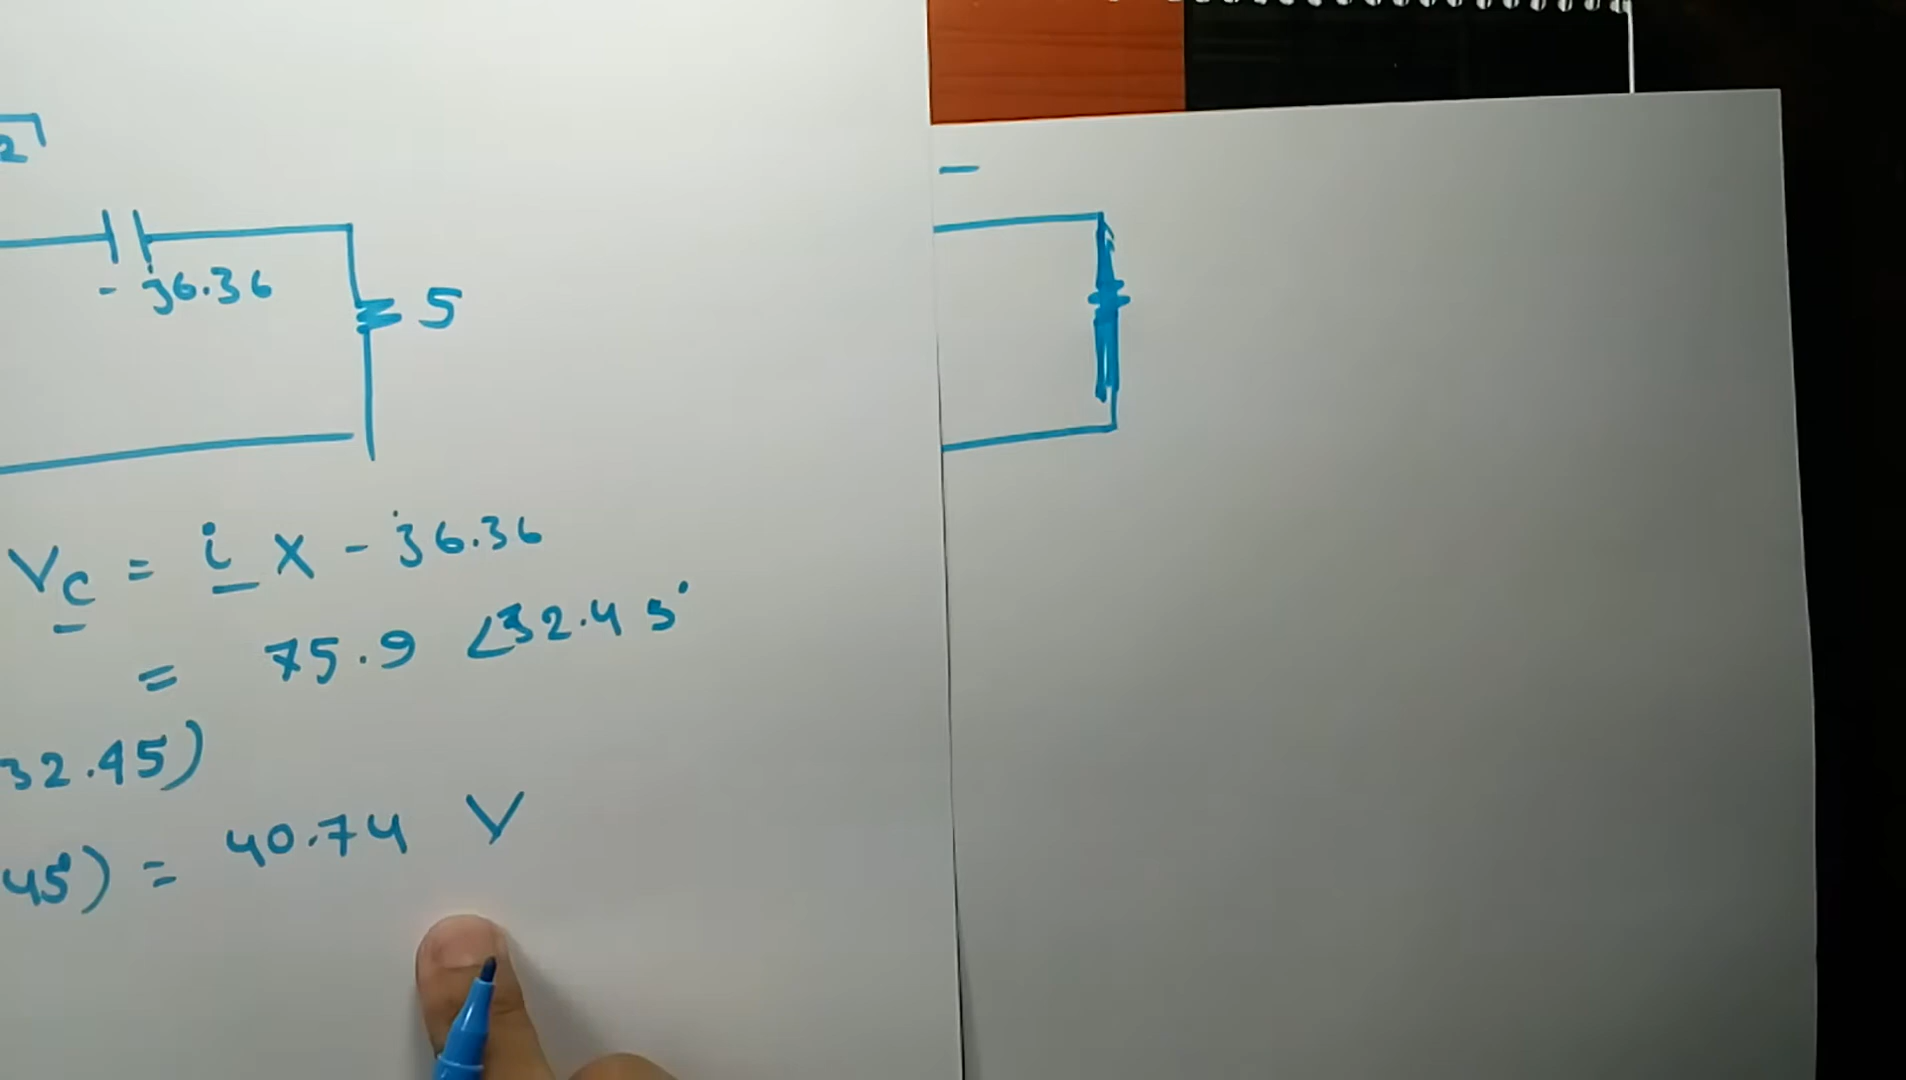 2
- j6.36
5
Vc = i x - j6.36
= 75.9 ∠32.45°
32.45)
45°) = 40.74 V